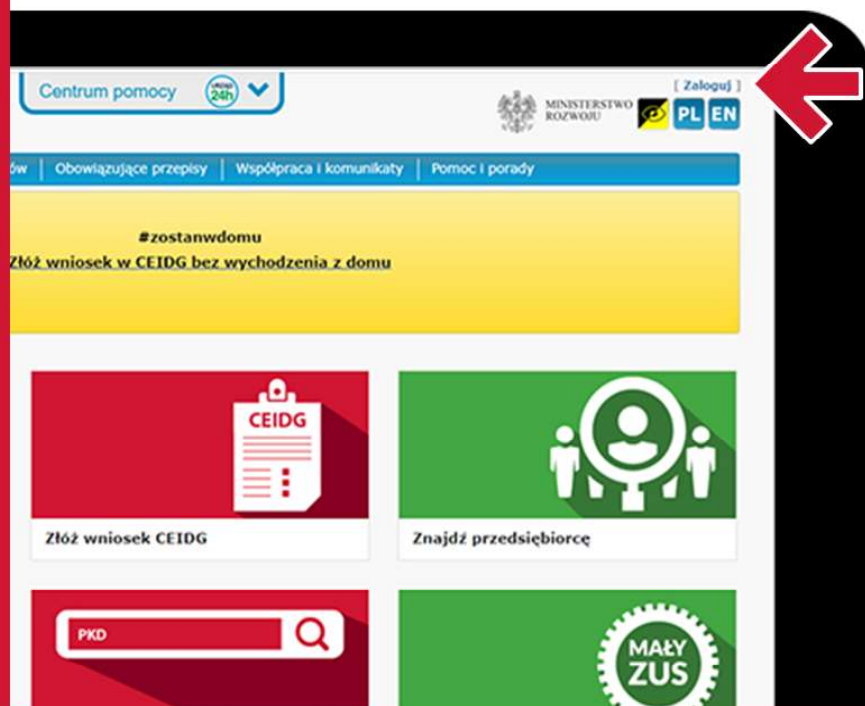 Centrum pomocy
24h
[ Zaloguj ]
MINISTERSTWO
ROZWOJU
PL EN
ów | Obowiązujące przepisy | Współpraca i komunikaty | Pomoc i porady
#zostanwdomu
Złóż wniosek w CEIDG bez wychodzenia z domu
CEIDG
Złóż wniosek CEIDG
Znajdź przedsiębiorcę
PKD
MAŁY
ZUS